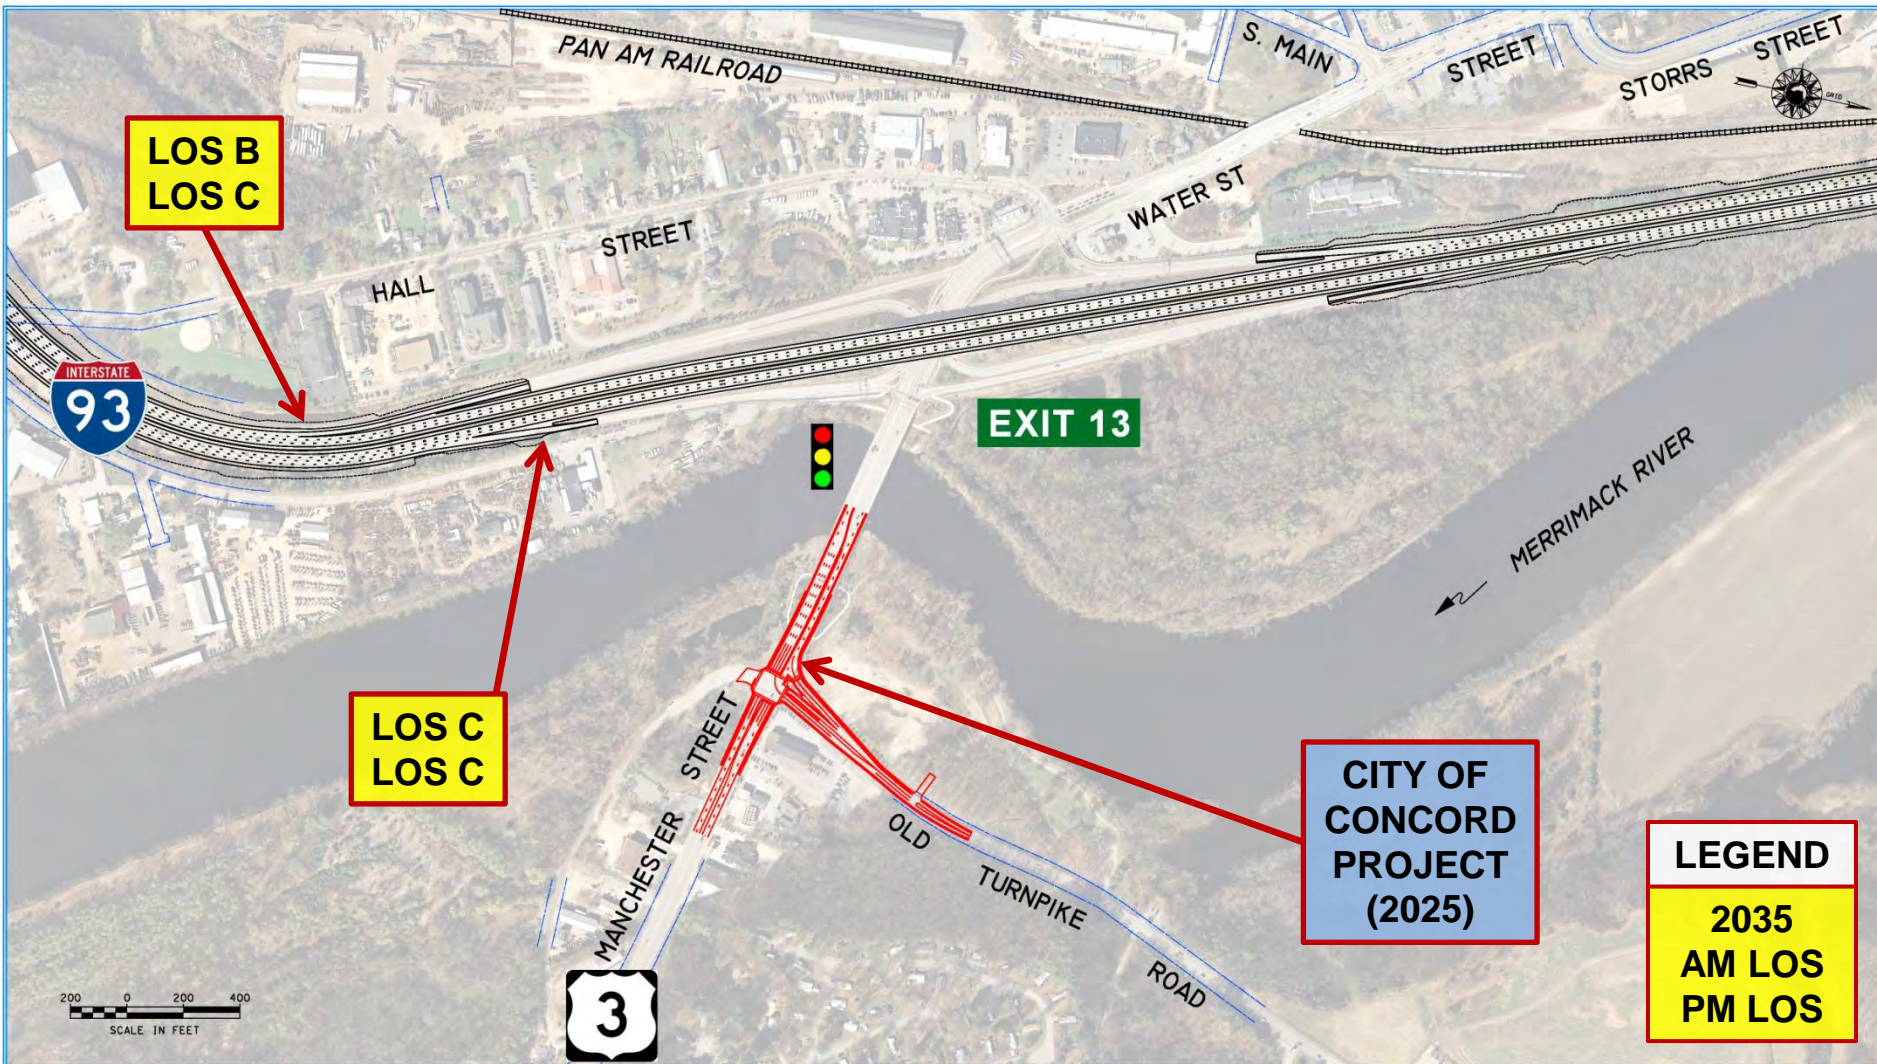 PAN AM RAILROAD
S. MAIN
STREET
STORRS
STREET
GRID
LOS B
LOS C
WATER ST
HALL
STREET
INTERSTATE
93
EXIT 13
MERRIMACK RIVER
LOS C
LOS C
MANCHESTER
STREET
OLD
TURNPIKE
ROAD
CITY OF
CONCORD
PROJECT
(2025)
LEGEND
2035
AM LOS
PM LOS
3
200 0 200 400
SCALE IN FEET